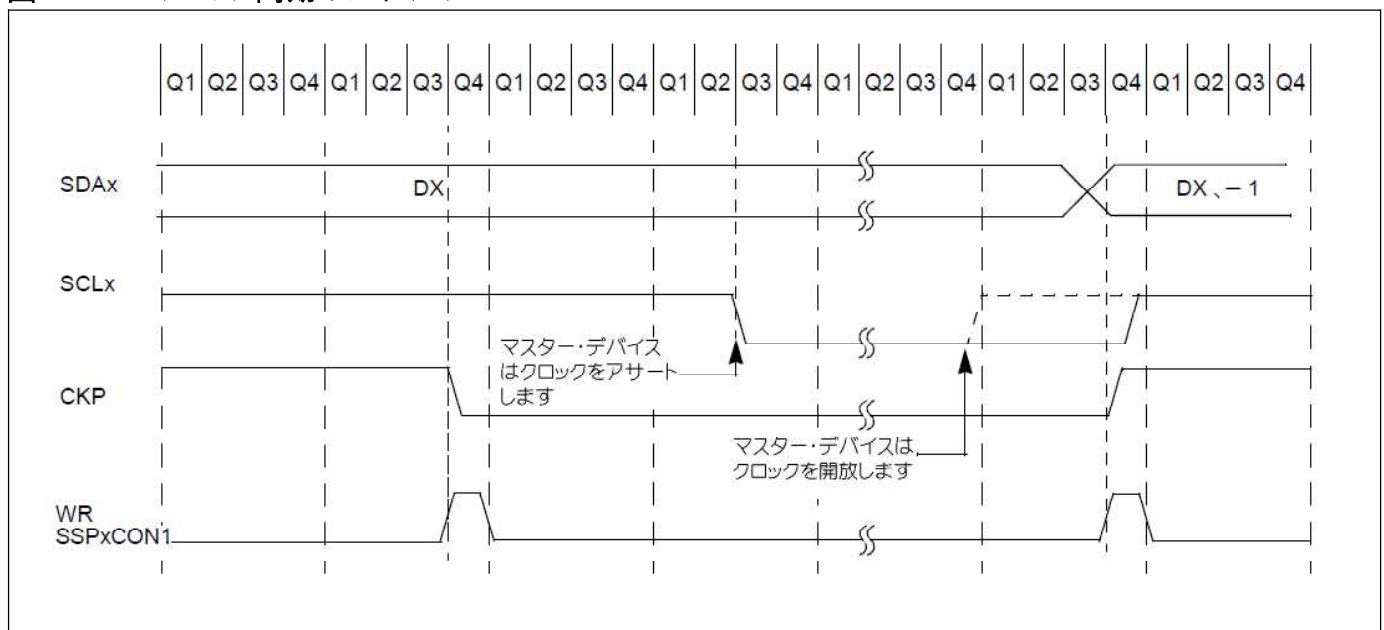 Q1 Q2 Q3 Q4 Q1 Q2 Q3 Q4 Q1 Q2 Q3 Q4 Q1 Q2 Q3 Q4 Q1 Q2 Q3 Q4 Q1 Q2 Q3 Q4 Q1 Q2 Q3 Q4
SDAx
DX
DX 、－ 1
SCLx
マスター・デバイス
はクロックをアサート
します
CKP
マスター・デバイスは
クロックを開放します
WR
SSPxCON1